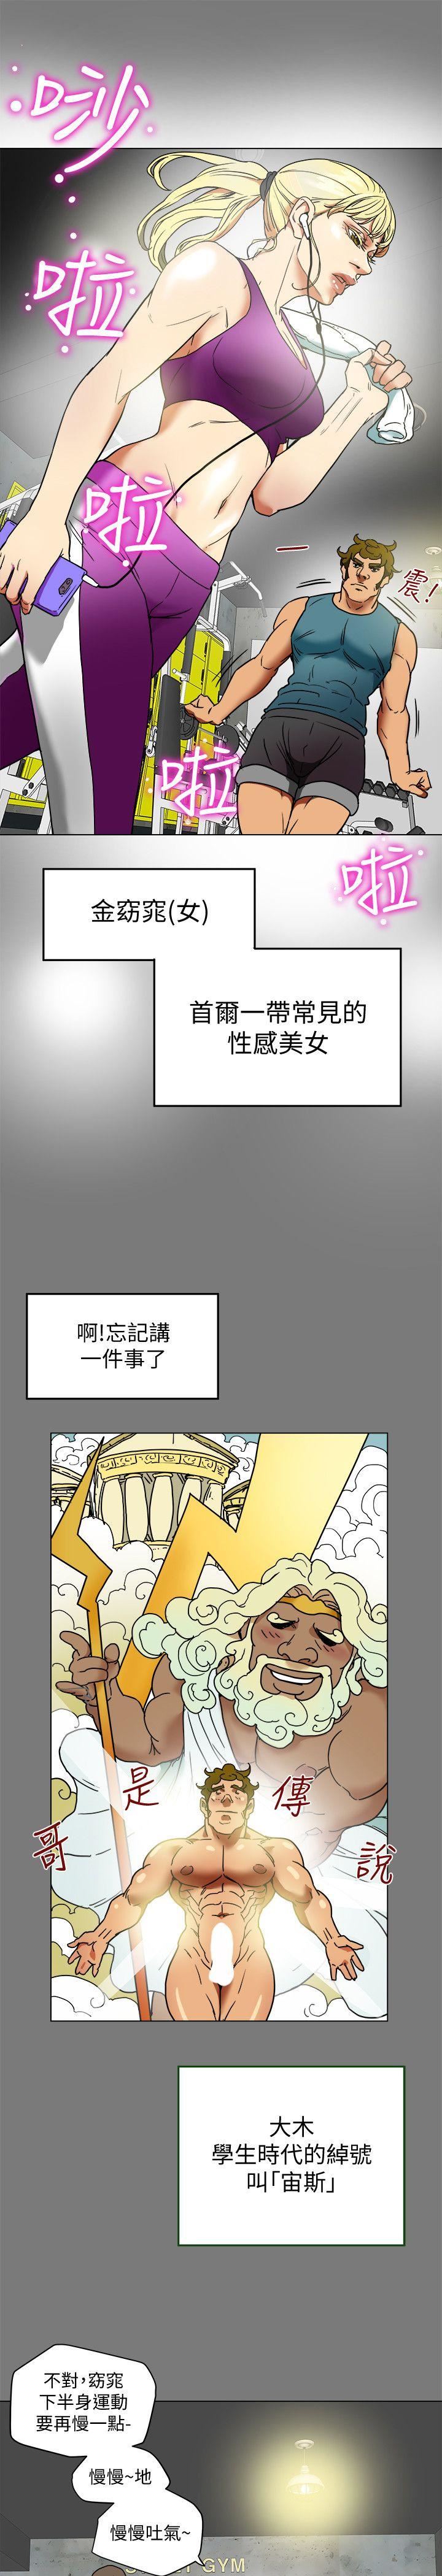 唦
啦
啦
震!
啦
啦
金窈窕(女)
首爾一帶常見的
性感美女
啊!忘記講
一件事了
哥是傳說
大木
學生時代的綽號
叫「宙斯」
不對,窈窕
下半身運動
要再慢一點-
慢慢~地
慢慢吐氣~
GYM